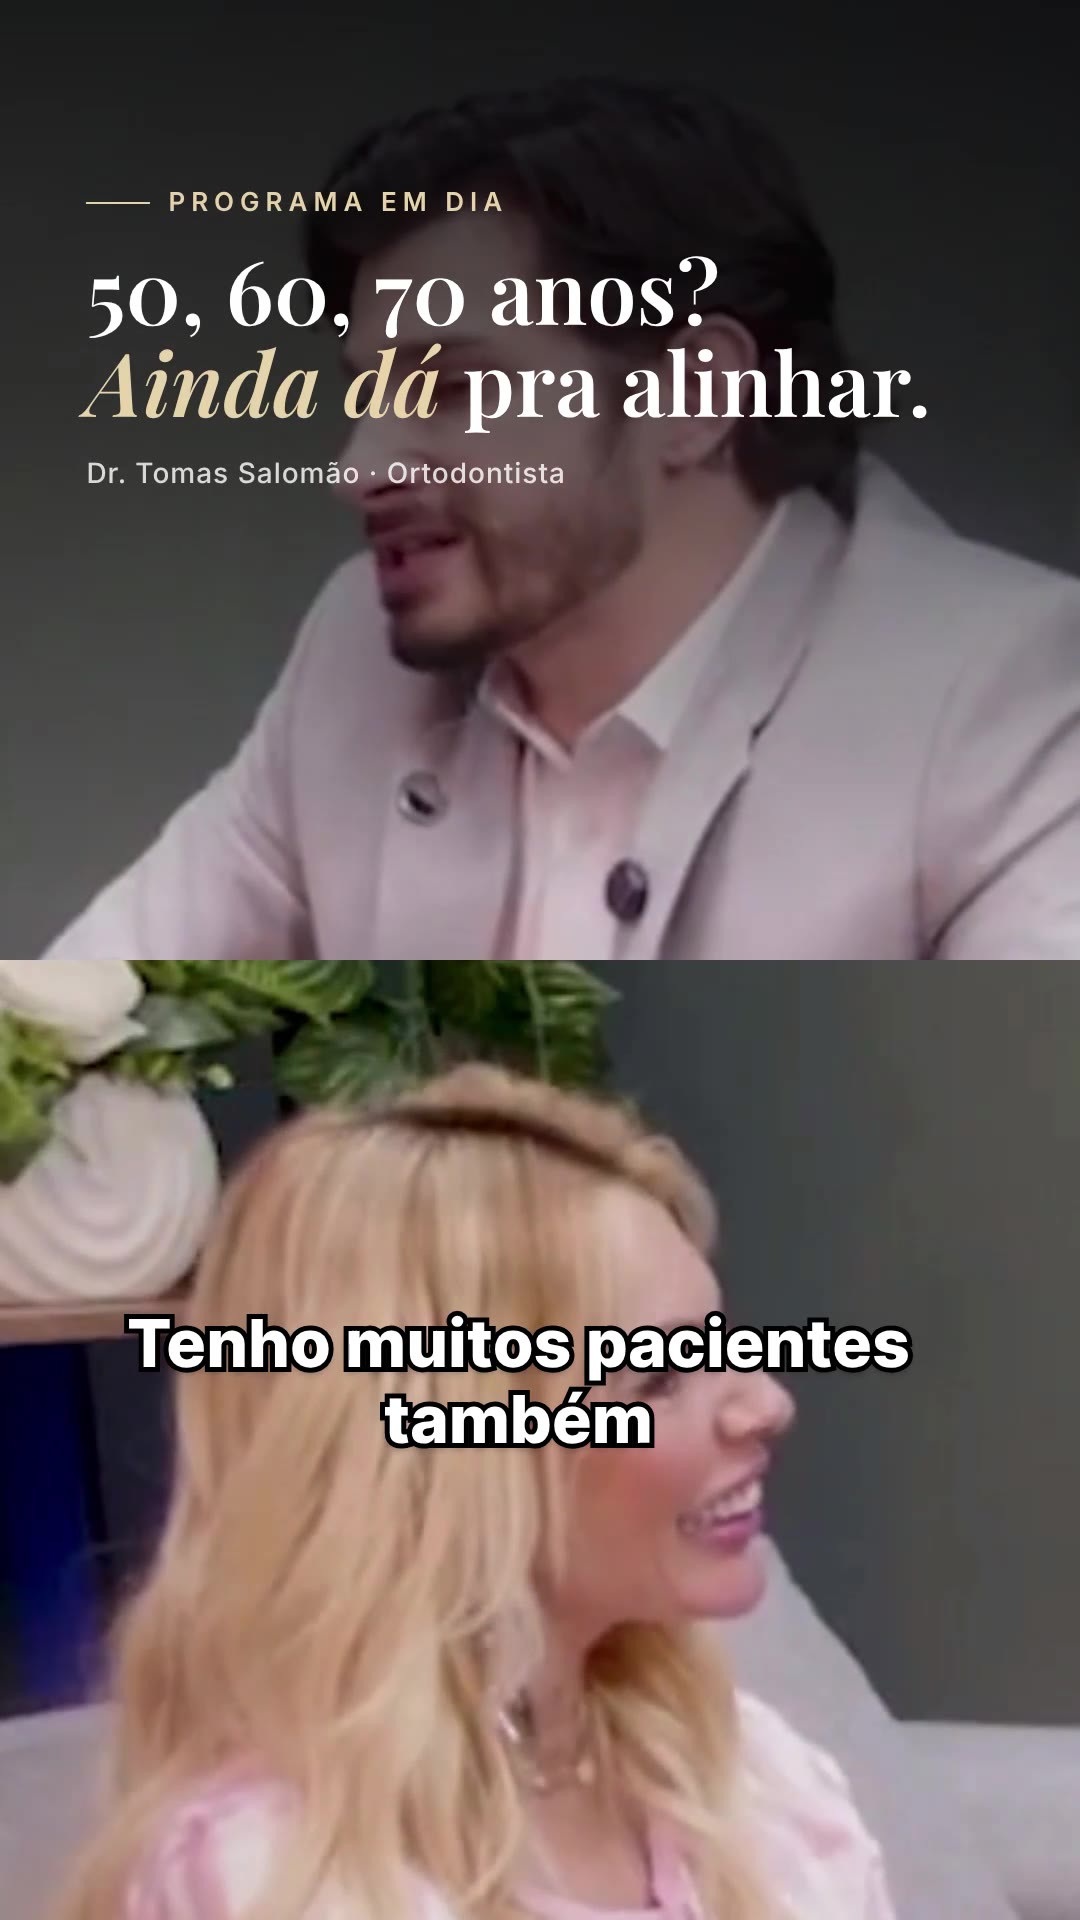 PROGRAMA EM DIA
50, 60, 70 anos?
Ainda dá pra alinhar.
Dr. Tomas Salomão · Ortodontista
Tenho muitos pacientes
também